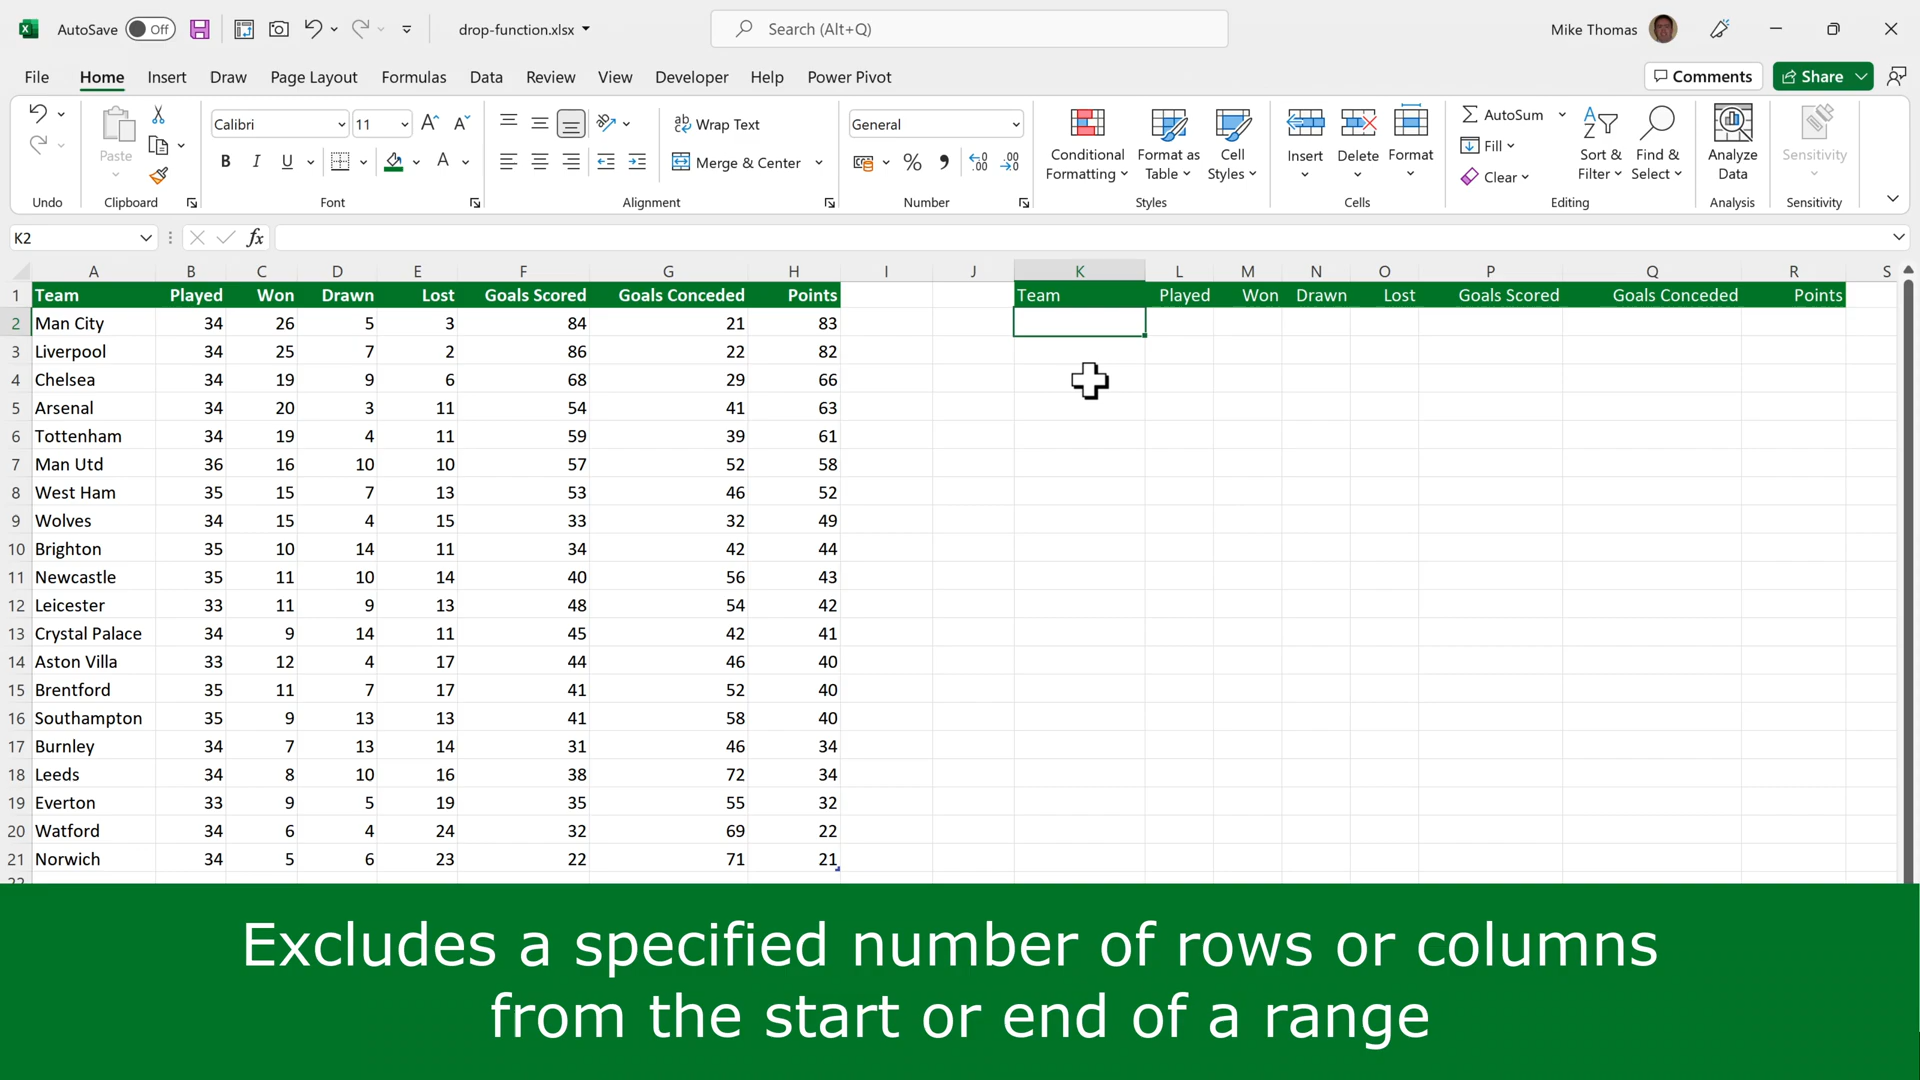 AutoSave Off drop-function.xlsx Search (Alt+Q) Mike Thomas
File Home Insert Draw Page Layout Formulas Data Review View Developer Help Power Pivot Comments Share
Calibri 11 Wrap Text General AutoSum
Paste Conditional Format as Cell Insert Delete Format Fill Sort & Find & Analyze Sensitivity
B I U A Merge & Center % Formatting Table Styles Clear Filter Select Data
Undo Clipboard Font Alignment Number Styles Cells Editing Analysis Sensitivity
K2 fx
A B C D E F G H I J K L M N O P Q R S
1 Team Played Won Drawn Lost Goals Scored Goals Conceded Points Team Played Won Drawn Lost Goals Scored Goals Conceded Points
2 Man City 34 26 5 3 84 21 83
3 Liverpool 34 25 7 2 86 22 82
4 Chelsea 34 19 9 6 68 29 66
5 Arsenal 34 20 3 11 54 41 63
6 Tottenham 34 19 4 11 59 39 61
7 Man Utd 36 16 10 10 57 52 58
8 West Ham 35 15 7 13 53 46 52
9 Wolves 34 15 4 15 33 32 49
10 Brighton 35 10 14 11 34 42 44
11 Newcastle 35 11 10 14 40 56 43
12 Leicester 33 11 9 13 48 54 42
13 Crystal Palace 34 9 14 11 45 42 41
14 Aston Villa 33 12 4 17 44 46 40
15 Brentford 35 11 7 17 41 52 40
16 Southampton 35 9 13 13 41 58 40
17 Burnley 34 7 13 14 31 46 34
18 Leeds 34 8 10 16 38 72 34
19 Everton 33 9 5 19 35 55 32
20 Watford 34 6 4 24 32 69 22
21 Norwich 34 5 6 23 22 71 21
22
Excludes a specified number of rows or columns
from the start or end of a range